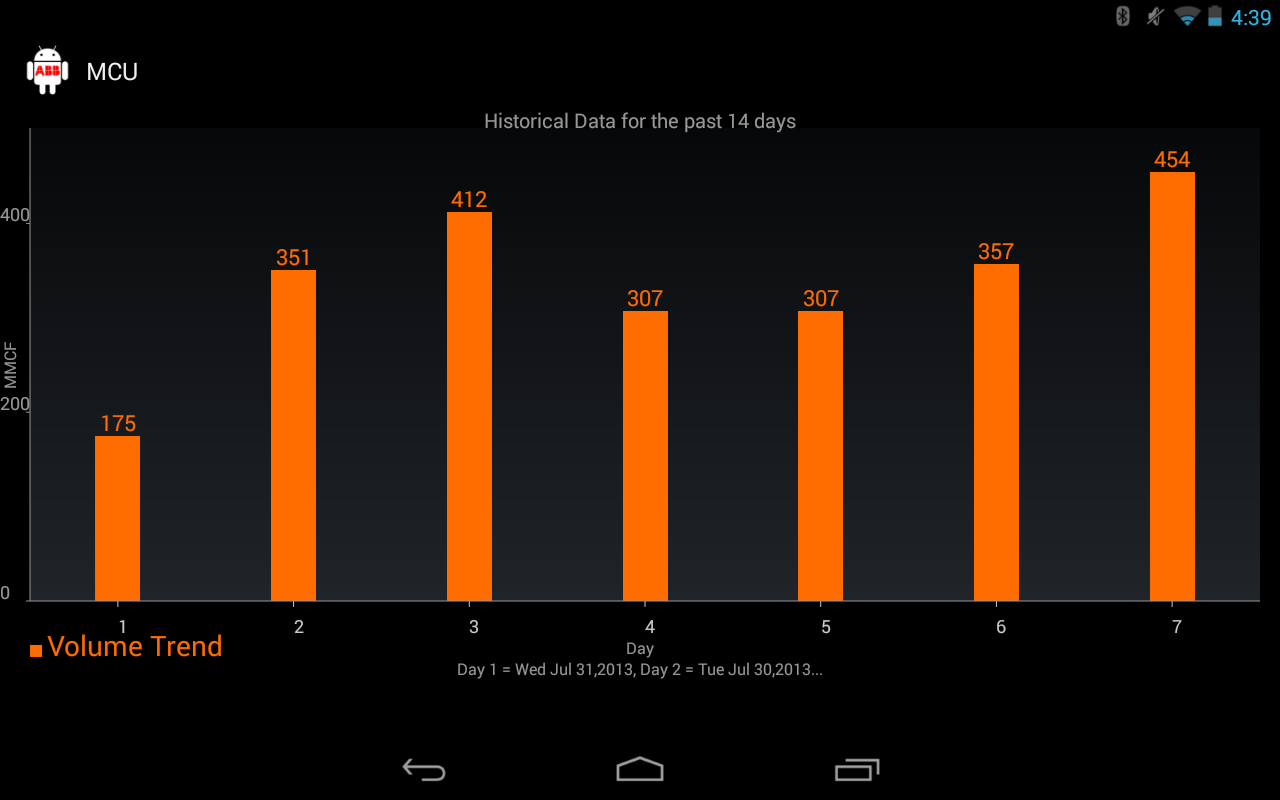 4:39
ABB
MCU
Historical Data for the past 14 days
454
412
400
357
351
307
307
MMCF
200
175
0
1 2 3 4 5 6 7
Volume Trend
Day
Day 1 = Wed Jul 31,2013, Day 2 = Tue Jul 30,2013...